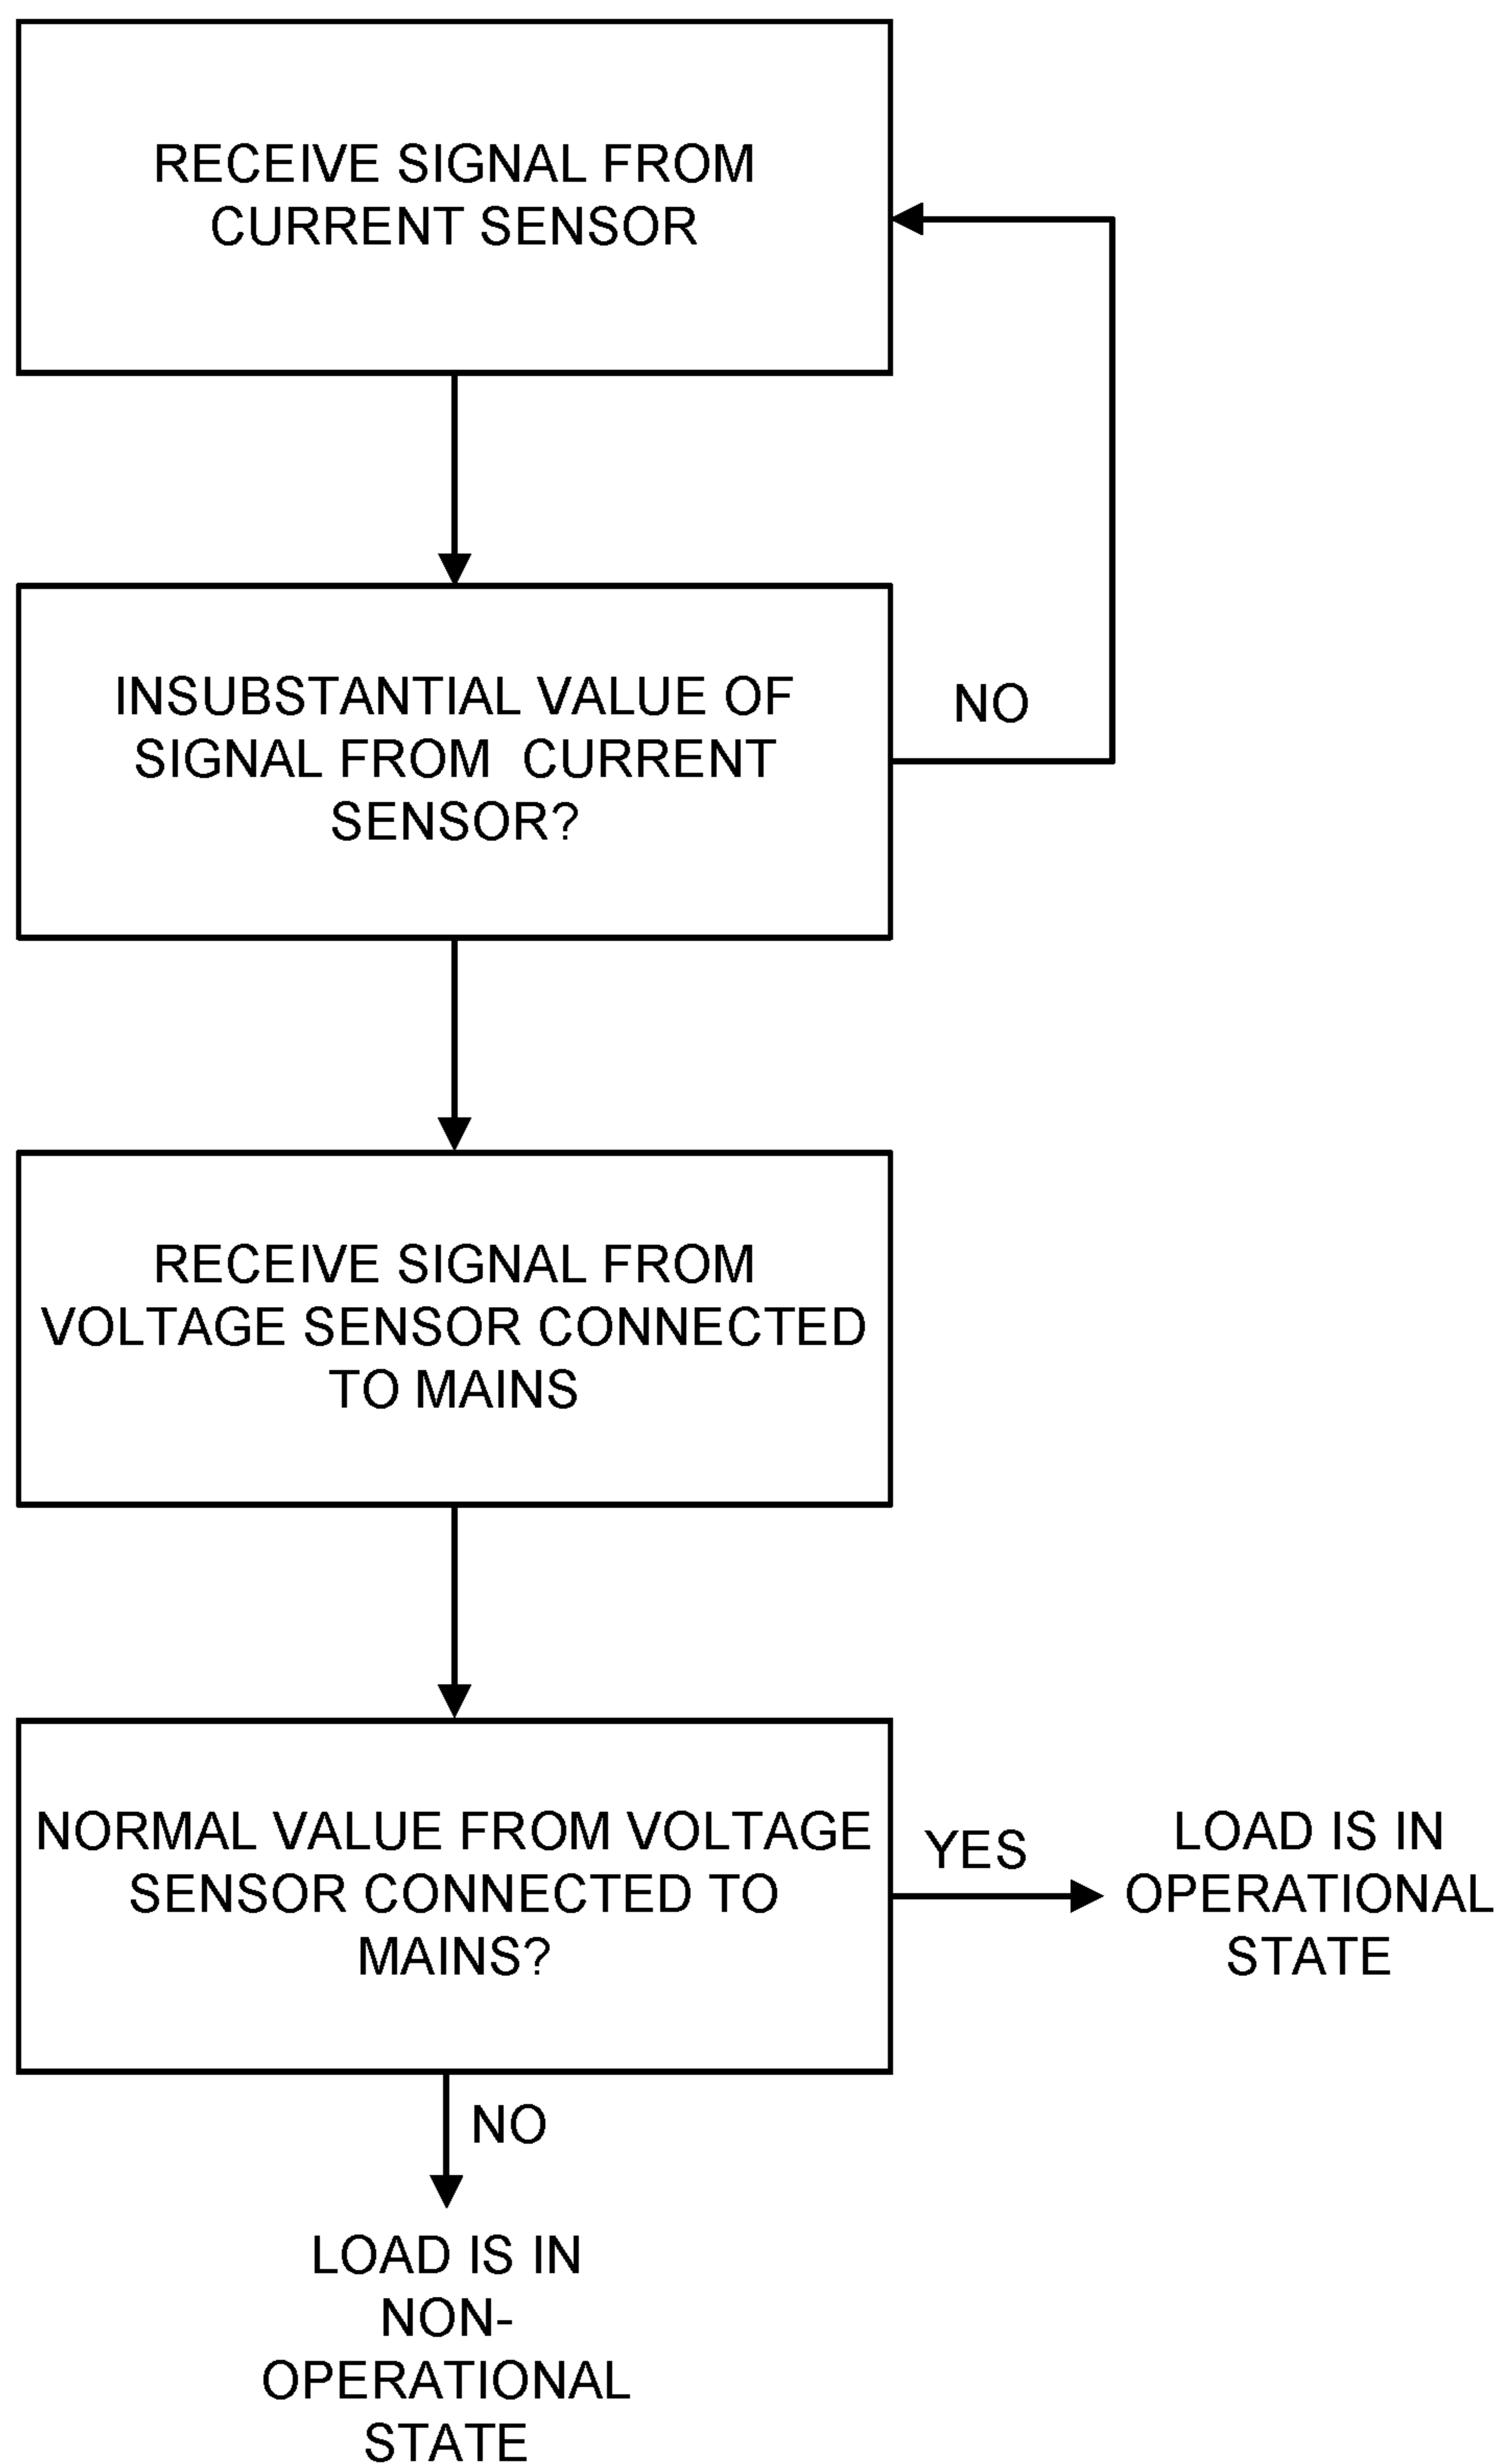 RECEIVE SIGNAL FROM
CURRENT SENSOR
INSUBSTANTIAL VALUE OF
SIGNAL FROM CURRENT
SENSOR?
NO
RECEIVE SIGNAL FROM
VOLTAGE SENSOR CONNECTED
TO MAINS
NORMAL VALUE FROM VOLTAGE
SENSOR CONNECTED TO
MAINS?
YES
LOAD IS IN
OPERATIONAL
STATE
NO
LOAD IS IN
NON-
OPERATIONAL
STATE